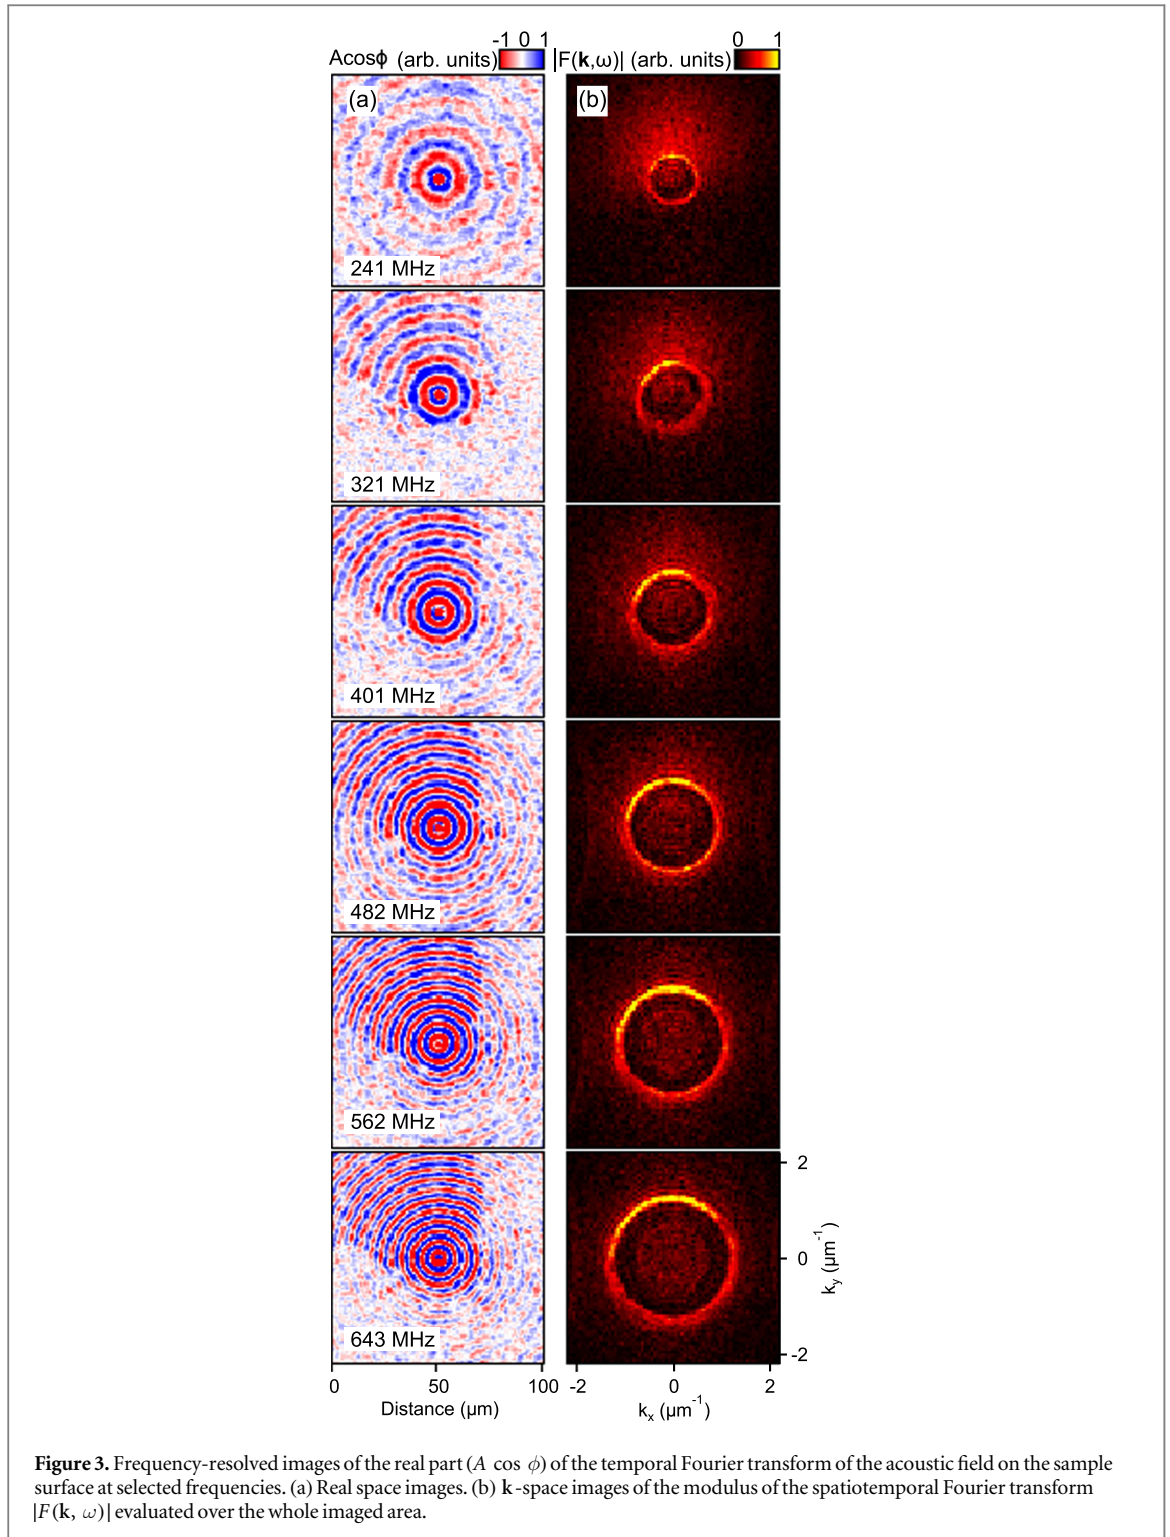 -1 0 1 0 1
Acosϕ (arb. units) |F(k,ω)| (arb. units)
(a) (b)
241 MHz
321 MHz
401 MHz
482 MHz
562 MHz
2
643 MHz
0
kᵧ (µm⁻¹)
-2
0 50 100 -2 0 2
Distance (µm) kₓ (µm⁻¹)
Figure 3. Frequency-resolved images of the real part (A cos ϕ) of the temporal Fourier transform of the acoustic field on the sample
surface at selected frequencies. (a) Real space images. (b) k-space images of the modulus of the spatiotemporal Fourier transform
|F(k, ω)| evaluated over the whole imaged area.